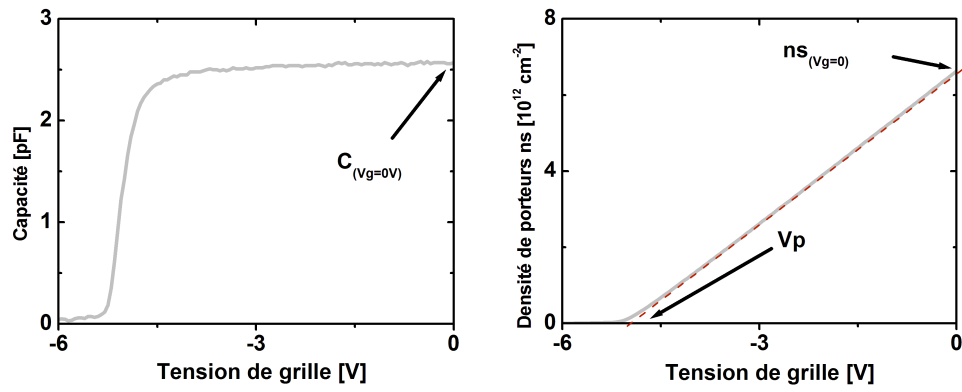 3
2
1
0
Capacité [pF]
C(Vg=0V)
-6
-3
0
Tension de grille [V]
8
4
0
Densité de porteurs ns [10¹² cm⁻²]
ns(Vg=0)
Vp
-6
-3
0
Tension de grille [V]